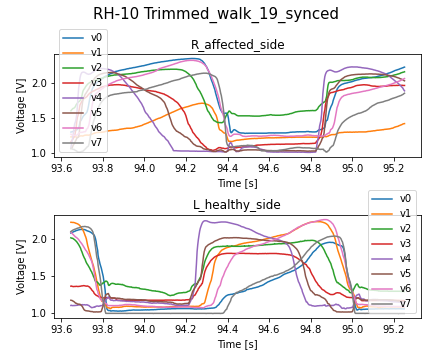 RH-10 Trimmed_walk_19_synced
R_affected_side
Voltage [V]
2.0
1.5
1.0
v0
v1
v2
v3
v4
v5
v6
v7
93.6 93.8 94.0 94.2 94.4 94.6 94.8 95.0 95.2
Time [s]
L_healthy_side
Voltage [V]
2.0
1.5
1.0
v0
v1
v2
v3
v4
v5
v6
v7
93.6 93.8 94.0 94.2 94.4 94.6 94.8 95.0 95.2
Time [s]